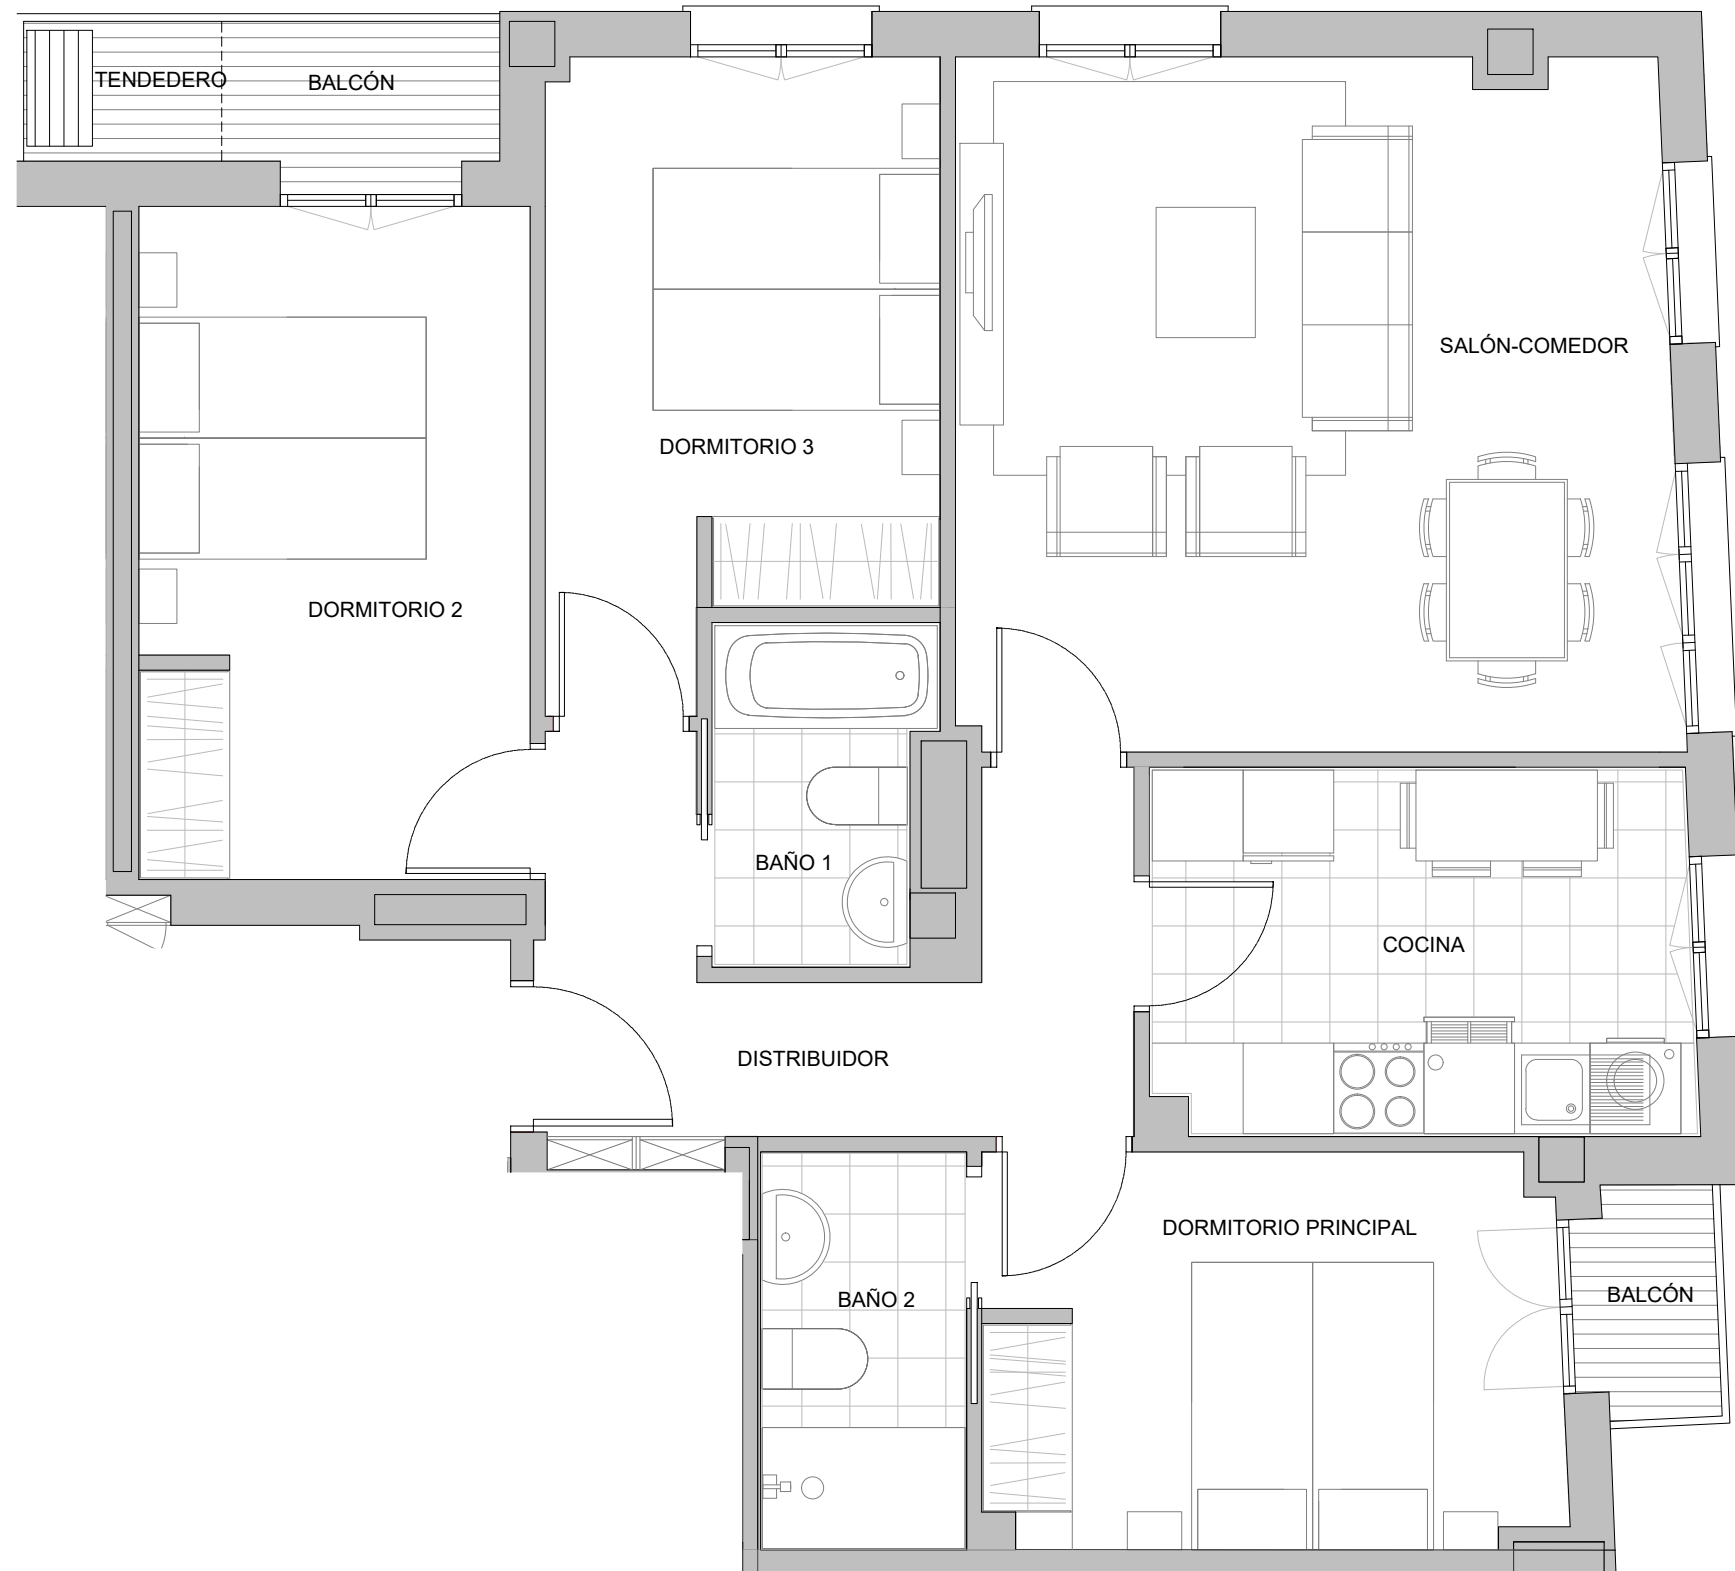 TENDEDERO
BALCÓN
SALÓN-COMEDOR
DORMITORIO 3
DORMITORIO 2
BAÑO 1
COCINA
DISTRIBUIDOR
DORMITORIO PRINCIPAL
BALCÓN
BAÑO 2